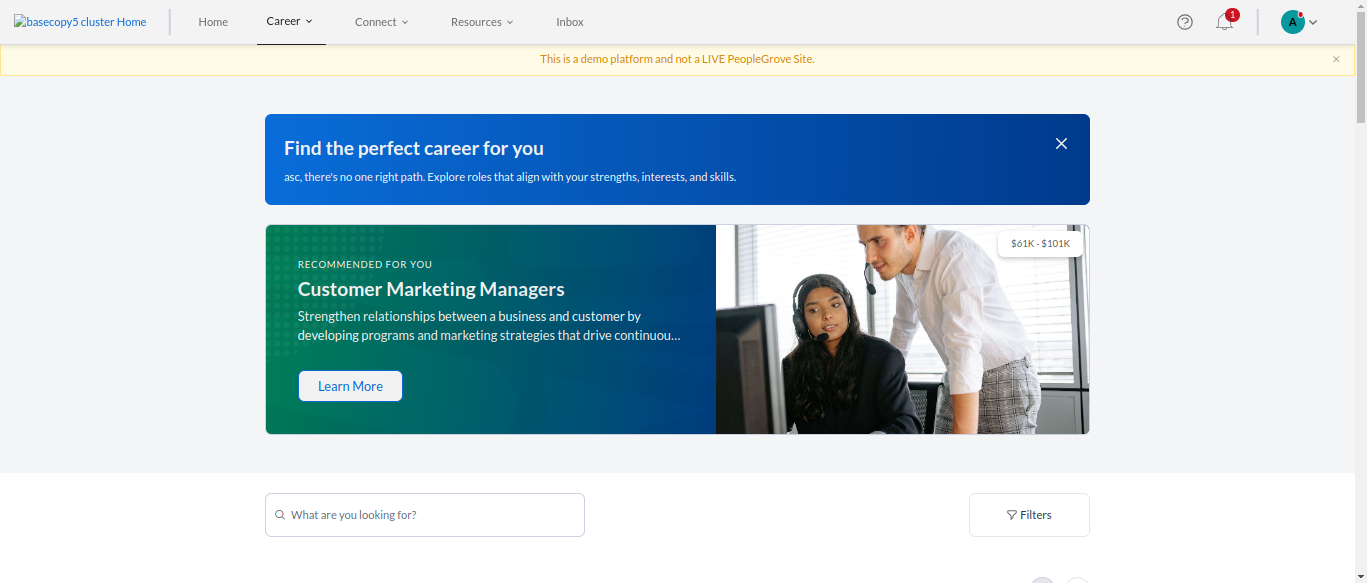 basecopy5 cluster Home
Home
Career
Connect
Resources
Inbox
1
A
This is a demo platform and not a LIVE PeopleGrove Site.
Find the perfect career for you
asc, there's no one right path. Explore roles that align with your strengths, interests, and skills.
$61K - $101K
RECOMMENDED FOR YOU
Customer Marketing Managers
Strengthen relationships between a business and customer by
developing programs and marketing strategies that drive continuou...
Learn More
What are you looking for?
Filters